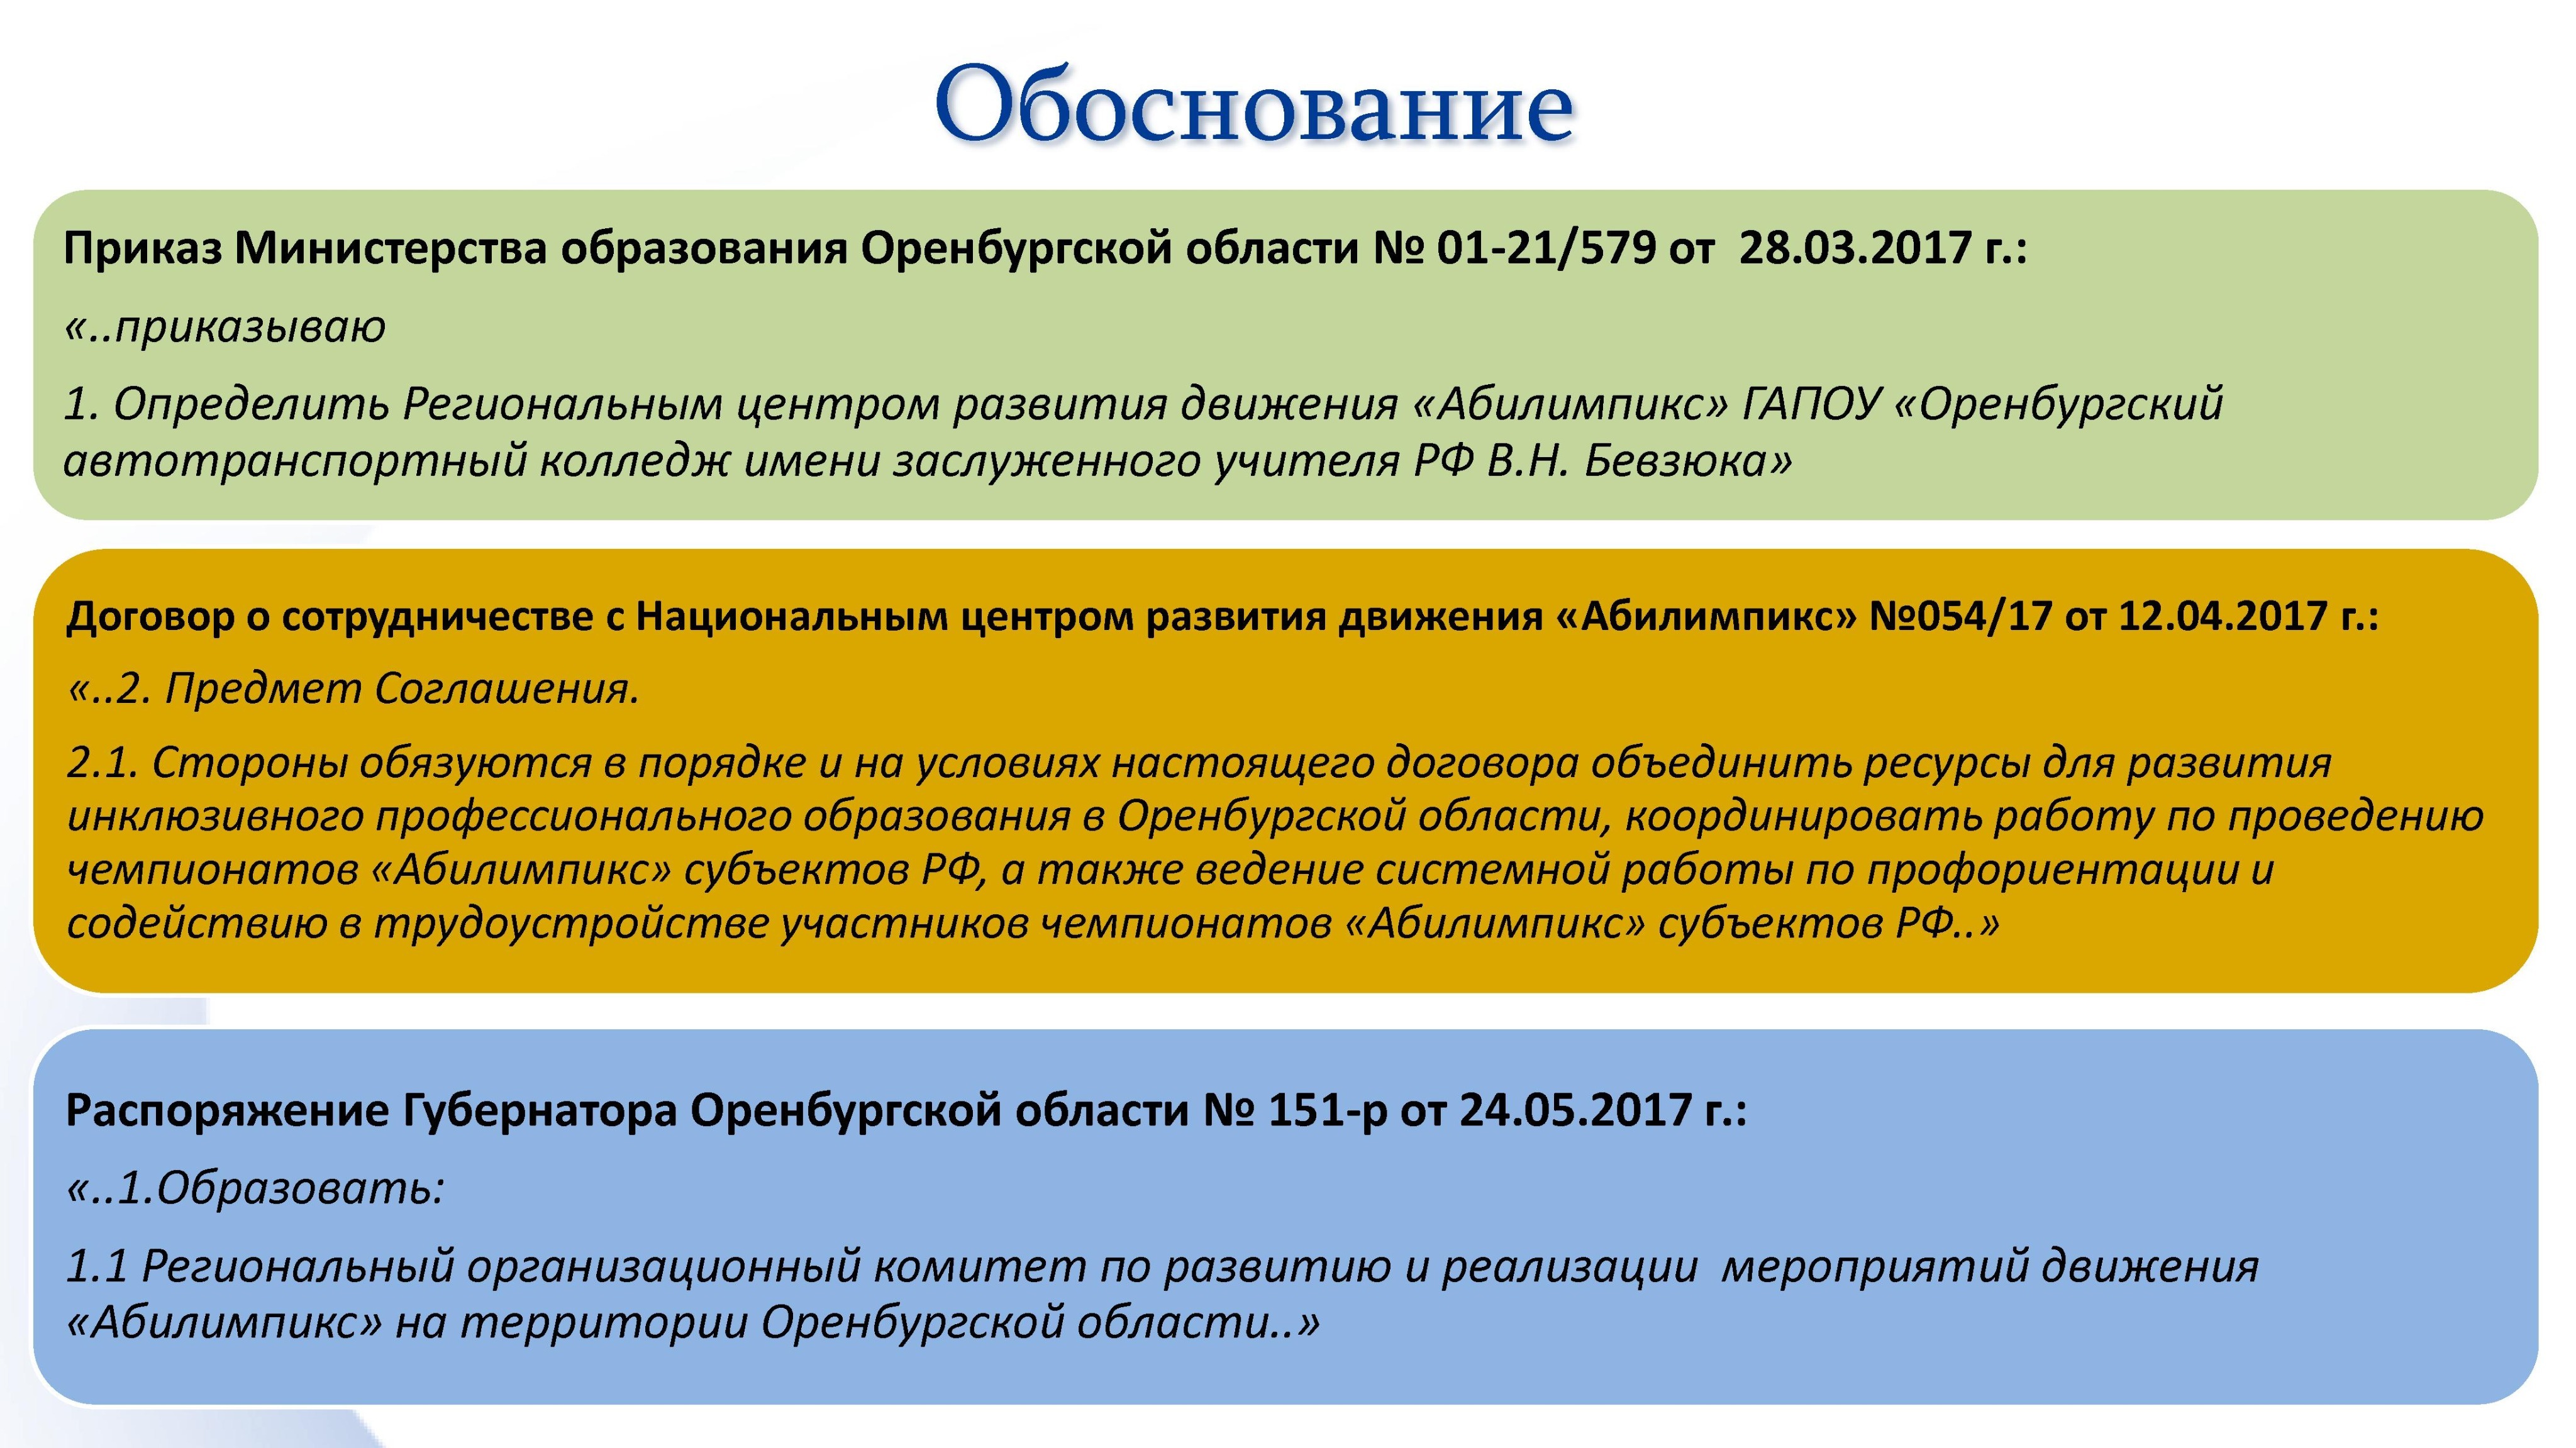 Обоснование
Приказ Министерства образования Оренбургской области № 01-21/579 от  28.03.2017 г.:
«..приказываю
1. Определить Региональным центром развития движения «Абилимпикс» ГАПОУ «Оренбургский
автотранспортный колледж имени заслуженного учителя РФ В.Н. Бевзюка»
Договор о сотрудничестве с Национальным центром развития движения «Абилимпикс» №054/17 от 12.04.2017 г.:
«..2. Предмет Соглашения.
2.1. Стороны обязуются в порядке и на условиях настоящего договора объединить ресурсы для развития
инклюзивного профессионального образования в Оренбургской области, координировать работу по проведению
чемпионатов «Абилимпикс» субъектов РФ, а также ведение системной работы по профориентации и
содействию в трудоустройстве участников чемпионатов «Абилимпикс» субъектов РФ..»
Распоряжение Губернатора Оренбургской области № 151-р от 24.05.2017 г.:
«..1.Образовать:
1.1 Региональный организационный комитет по развитию и реализации  мероприятий движения
«Абилимпикс» на территории Оренбургской области..»